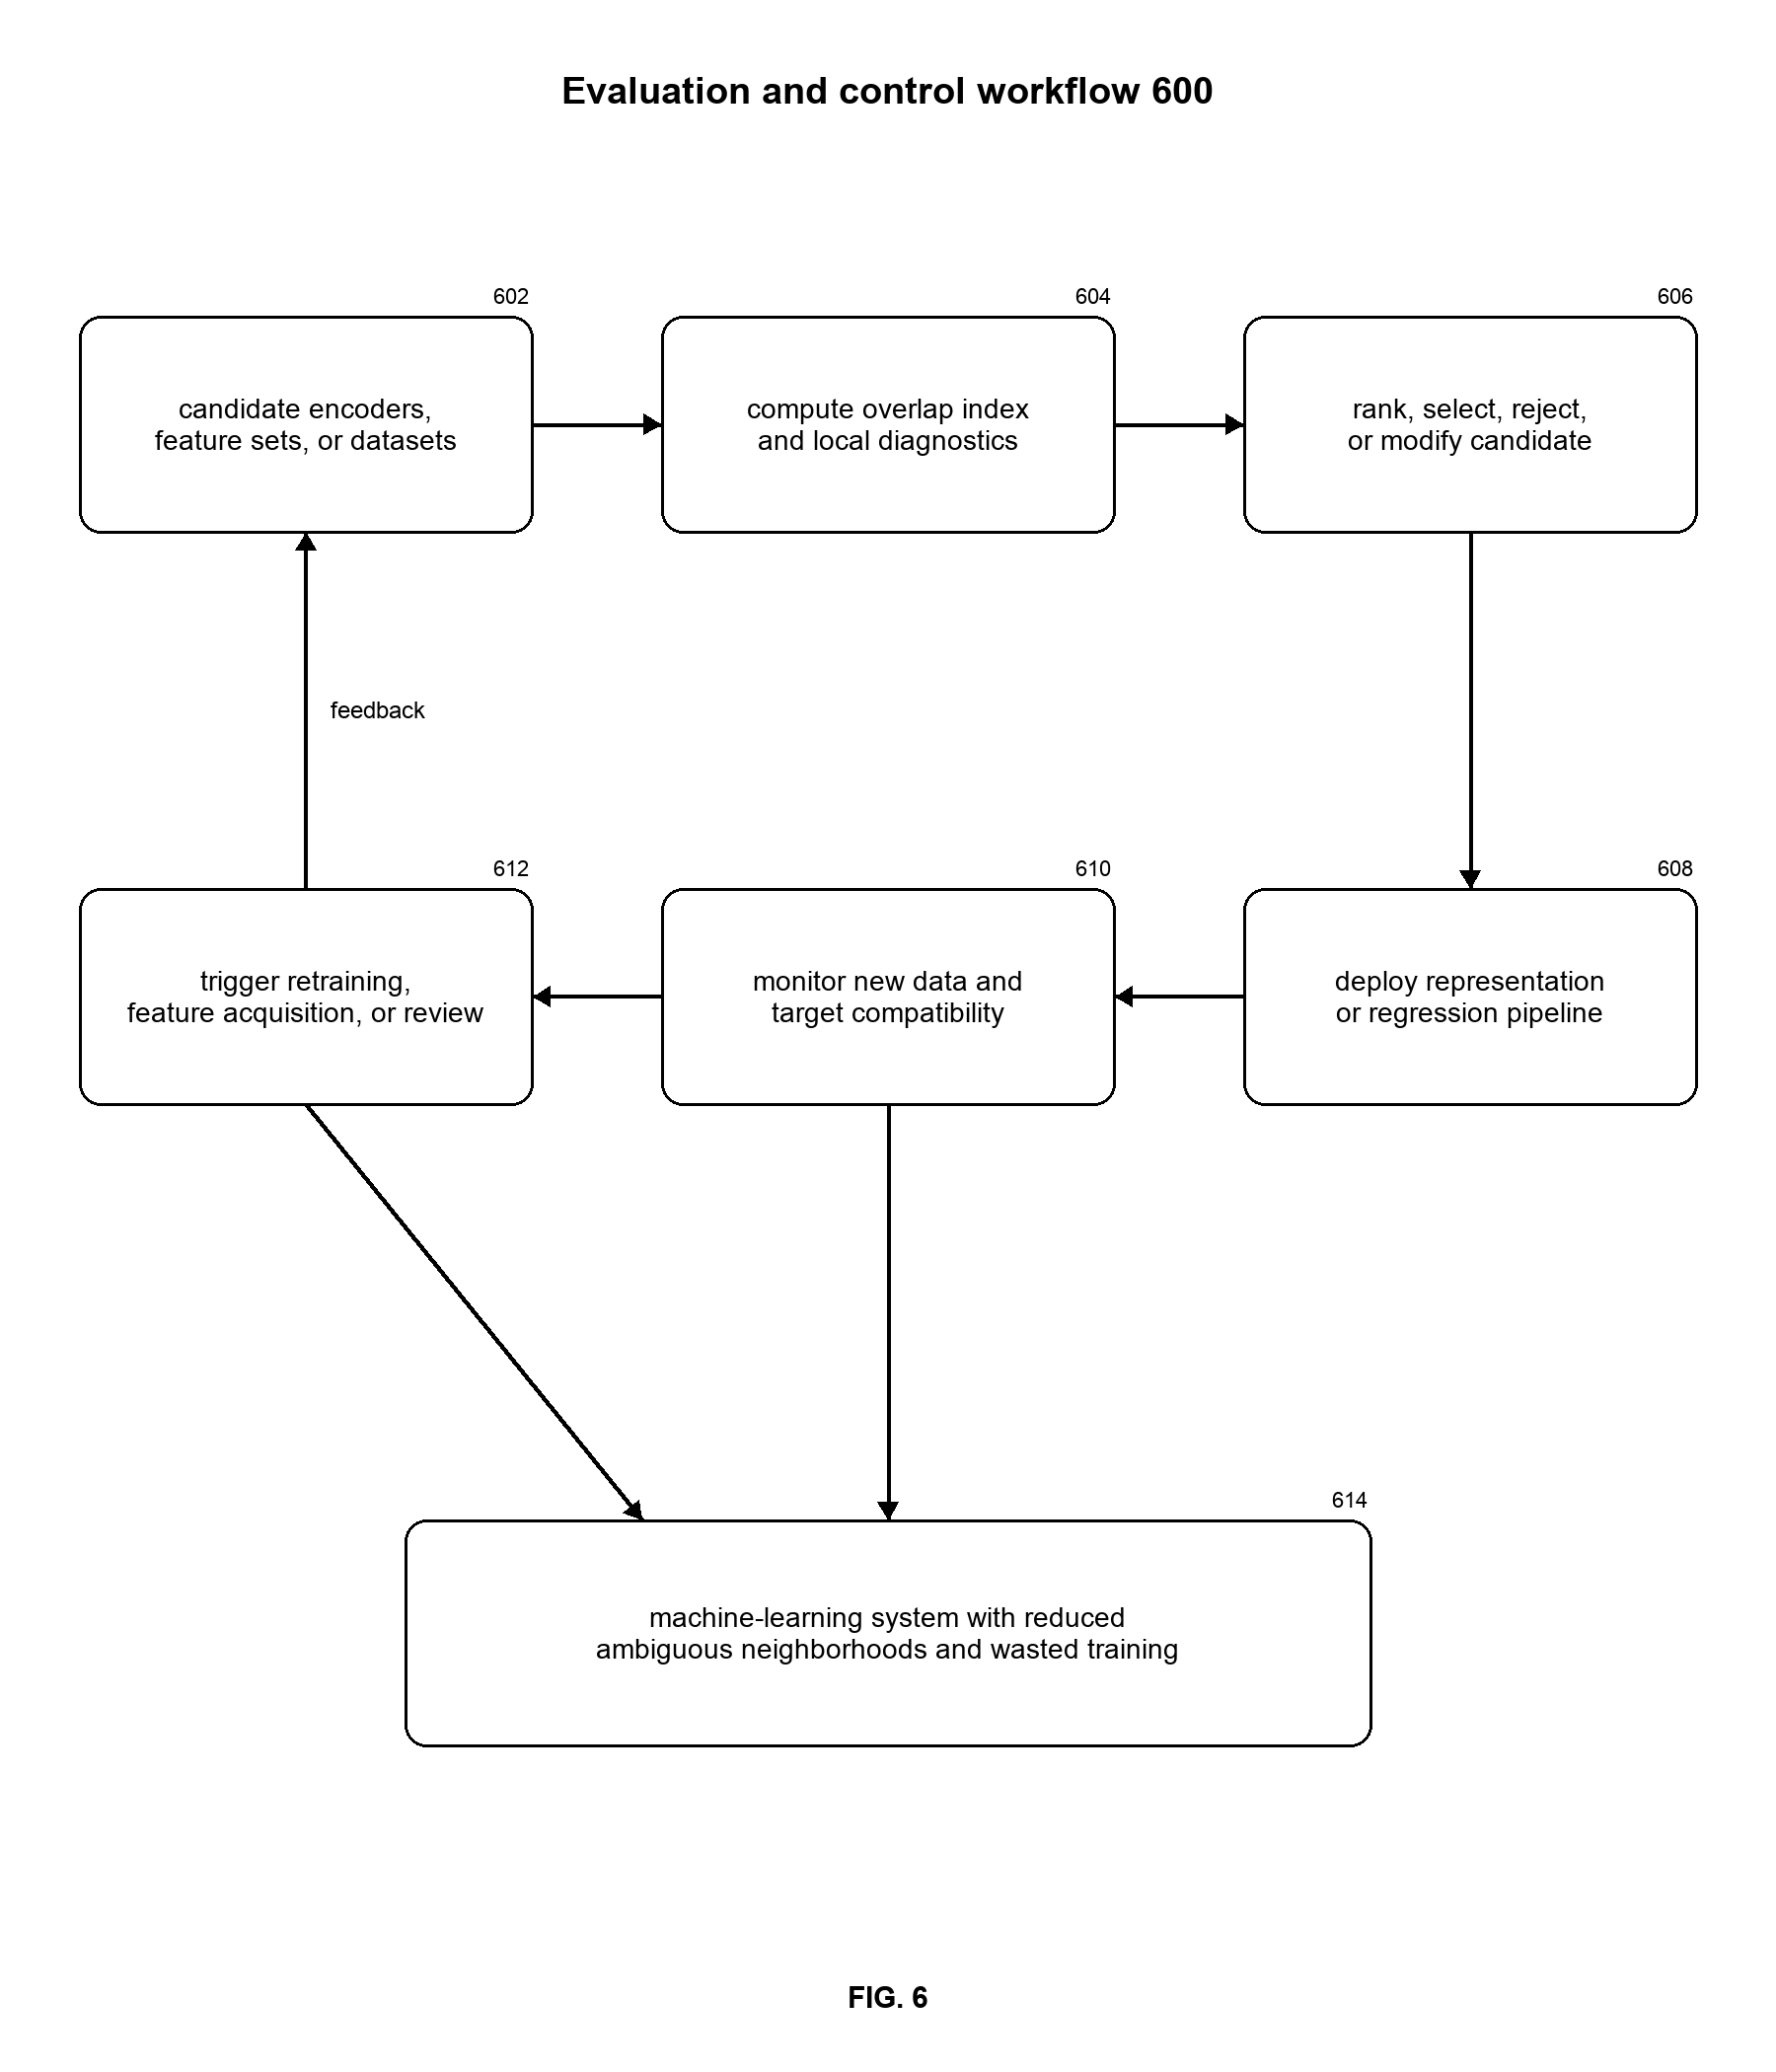 Evaluation and control workflow 600
602
candidate encoders,
feature sets, or datasets
604
compute overlap index
and local diagnostics
606
rank, select, reject,
or modify candidate
feedback
612
trigger retraining,
feature acquisition, or review
610
monitor new data and
target compatibility
608
deploy representation
or regression pipeline
614
machine-learning system with reduced
ambiguous neighborhoods and wasted training
FIG. 6